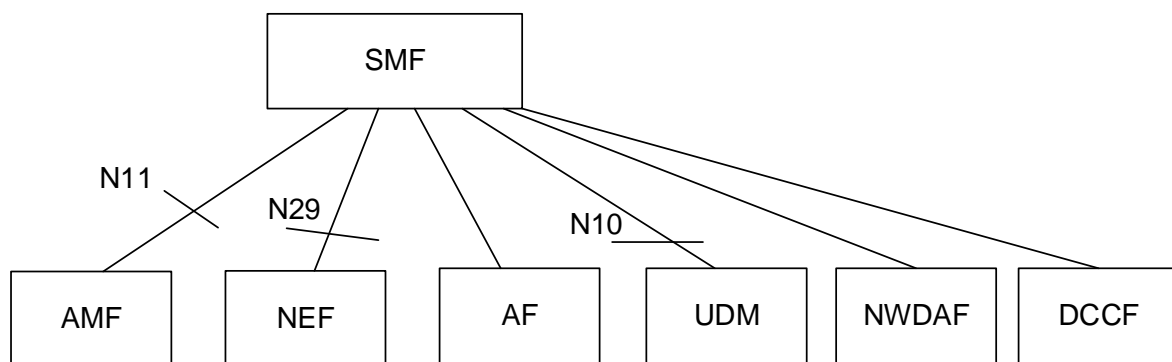 SMF
N11
N29
N10
AMF
NEF
AF
UDM
NWDAF
DCCF